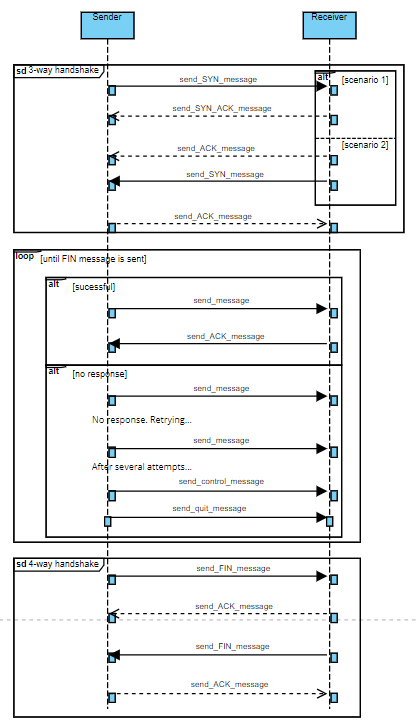 Sender
Receiver
sd 3-way handshake
alt
[scenario 1]
send_SYN_message
send_SYN_ACK_message
[scenario 2]
send_ACK_message
send_SYN_message
send_ACK_message
loop
[until FIN message is sent]
alt
[sucessful]
send_message
send_ACK_message
alt
[no response]
send_message
No response. Retrying...
send_message
After several attempts...
send_control_message
send_quit_message
sd 4-way handshake
send_FIN_message
send_ACK_message
send_FIN_message
send_ACK_message